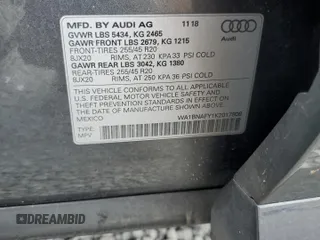 MFD. BY AUDI AG 11 18
GVWR LBS 5434, KG 2465
GAWR FRONT LBS 2679, KG 1215
FRONT-TIRES 255/45 R20
8JX20 RIMS, AT 230 KPA 33 PSI COLD
GAWR REAR LBS 3042, KG 1380
REAR-TIRES 255/45 R20
8JX20 RIMS, AT 250 KPA 36 PSI COLD
Audi
THIS VEHICLE CONFORMS TO ALL APPLICABLE
U.S. FEDERAL MOTOR VEHICLE SAFETY AND
THEFT PREVENTION STANDARDS IN EFFECT ON THE
DATE OF MANUFACTURE SHOWN ABOVE.
MEXICO
TYPE:
MPV
DREAMBID